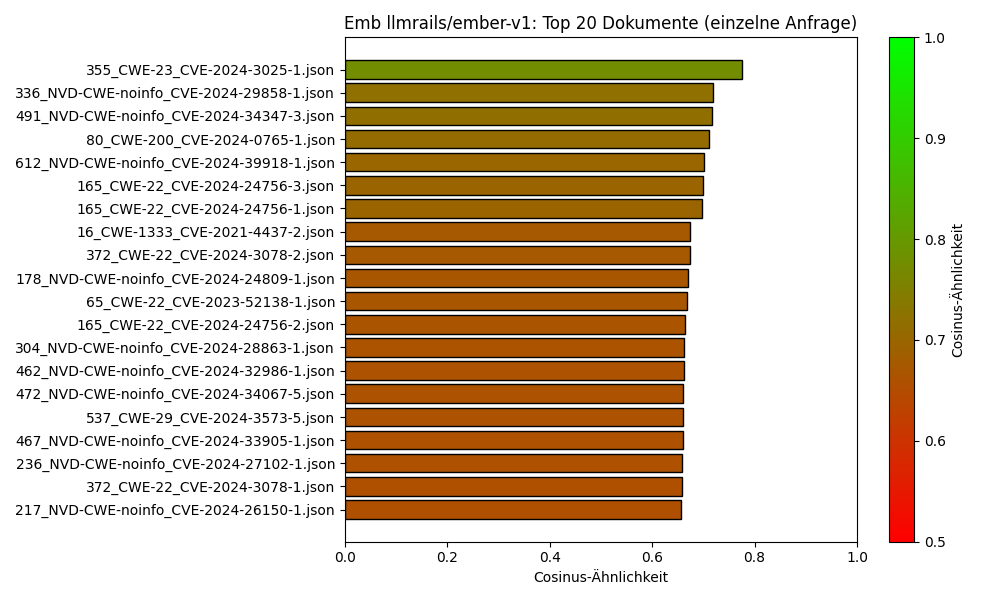 Emb llmrails/ember-v1: Top 20 Dokumente (einzelne Anfrage)
355_CWE-23_CVE-2024-3025-1.json
336_NVD-CWE-noinfo_CVE-2024-29858-1.json
491_NVD-CWE-noinfo_CVE-2024-34347-3.json
80_CWE-200_CVE-2024-0765-1.json
612_NVD-CWE-noinfo_CVE-2024-39918-1.json
165_CWE-22_CVE-2024-24756-3.json
165_CWE-22_CVE-2024-24756-1.json
16_CWE-1333_CVE-2021-4437-2.json
372_CWE-22_CVE-2024-3078-2.json
178_NVD-CWE-noinfo_CVE-2024-24809-1.json
65_CWE-22_CVE-2023-52138-1.json
165_CWE-22_CVE-2024-24756-2.json
304_NVD-CWE-noinfo_CVE-2024-28863-1.json
462_NVD-CWE-noinfo_CVE-2024-32986-1.json
472_NVD-CWE-noinfo_CVE-2024-34067-5.json
537_CWE-29_CVE-2024-3573-5.json
467_NVD-CWE-noinfo_CVE-2024-33905-1.json
236_NVD-CWE-noinfo_CVE-2024-27102-1.json
372_CWE-22_CVE-2024-3078-1.json
217_NVD-CWE-noinfo_CVE-2024-26150-1.json
0.0 0.2 0.4 0.6 0.8 1.0
Cosinus-Ähnlichkeit
1.0
0.9
0.8
0.7
0.6
0.5
Cosinus-Ähnlichkeit